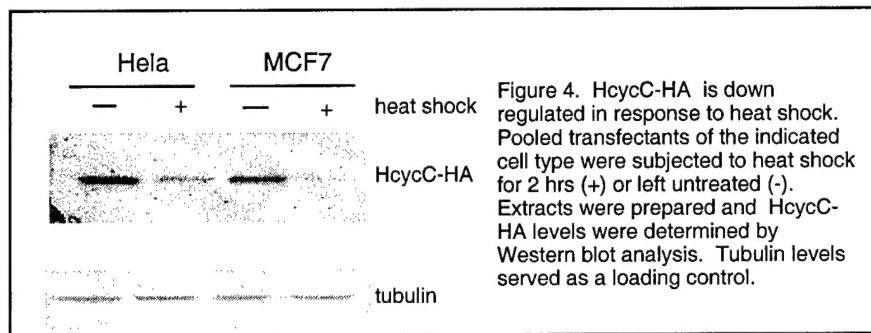 Hela MCF7
— + — + heat shock
HcycC-HA
tubulin
Figure 4. HcycC-HA is down
regulated in response to heat shock.
Pooled transfectants of the indicated
cell type were subjected to heat shock
for 2 hrs (+) or left untreated (-).
Extracts were prepared and HcycC-
HA levels were determined by
Western blot analysis. Tubulin levels
served as a loading control.